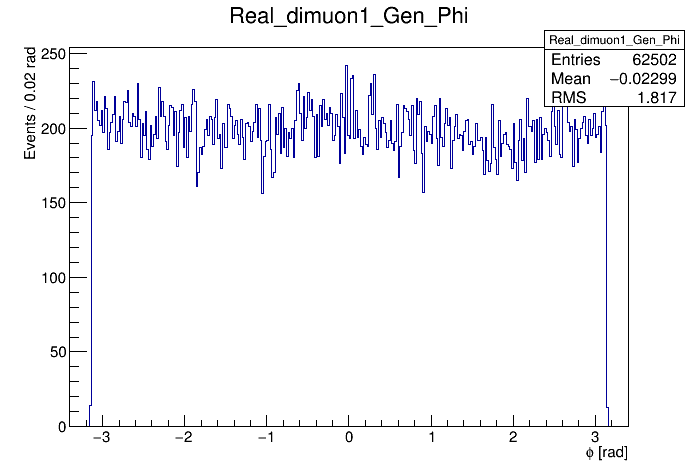 Real_dimuon1_Gen_Phi
Real_dimuon1_Gen_Phi
Entries 62502
Mean −0.02299
RMS 1.817
Events / 0.02 rad
250
200
150
100
50
0
−3 −2 −1 0 1 2 3
ϕ [rad]